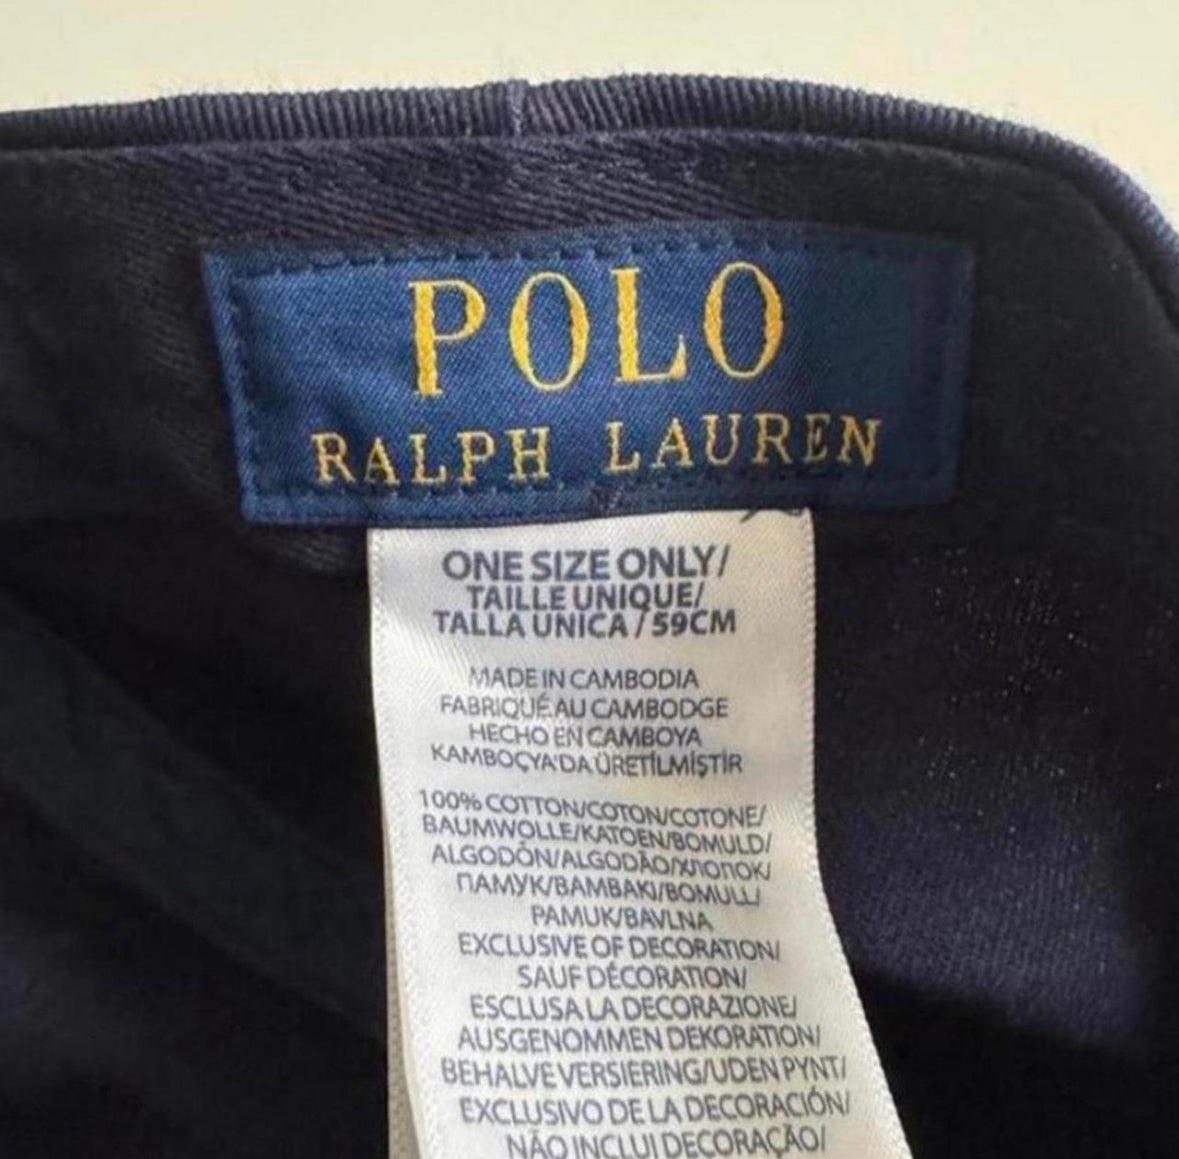 POLO
RALPH LAUREN
ONE SIZE ONLY/
TAILLE UNIQUE/
TALLA UNICA / 59CM
MADE IN CAMBODIA
FABRIQUÉ AU CAMBODGE
HECHO EN CAMBOYA
KAMBOÇYA'DA ÜRETİLMİŞTİR
100% COTTON/COTON/COTONE/
BAUMWOLLE/KATOEN/BOMULD/
ALGODÓN/ALGODÃO/ХЛОПОК/
ПАМУК/BAMBAKI/BOMULL/
PAMUK/BAVLNA
EXCLUSIVE OF DECORATION/
SAUF DÉCORATION/
ESCLUSA LA DECORAZIONE/
AUSGENOMMEN DEKORATION/
BEHALVE VERSIERING/UDEN PYNT/
EXCLUSIVO DE LA DECORACIÓN/
NÃO INCLUI DECORAÇÃO/